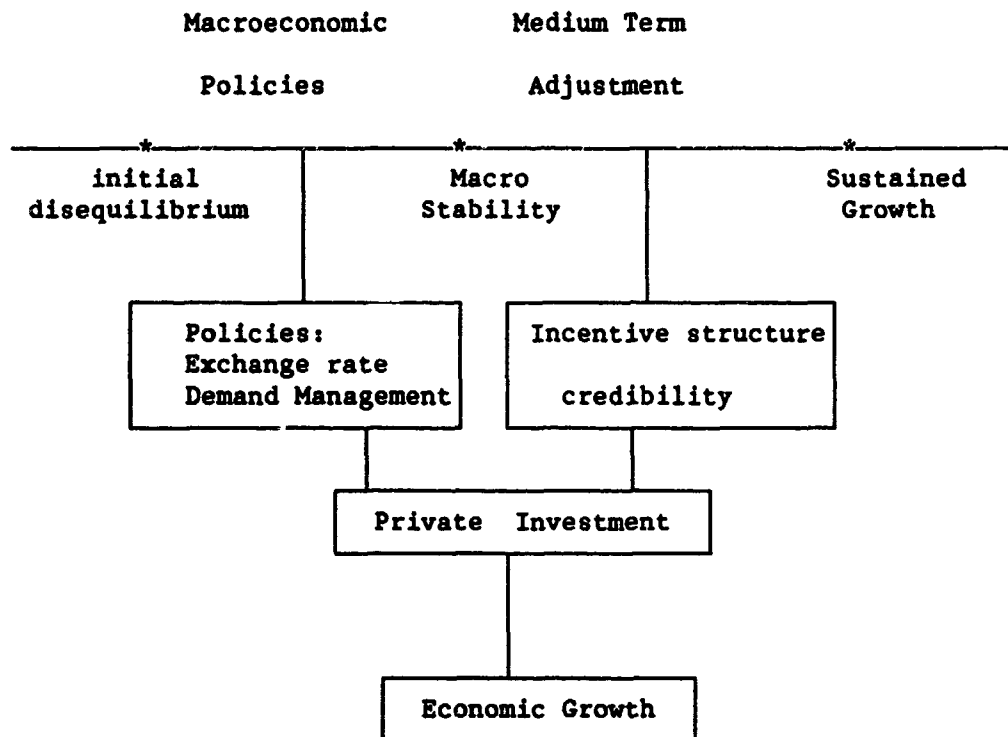 Macroeconomic Medium Term
Policies Adjustment
* * *
initial Macro Sustained
disequilibrium Stability Growth
Policies:
Exchange rate
Demand Management
Incentive structure
credibility
Private Investment
Economic Growth